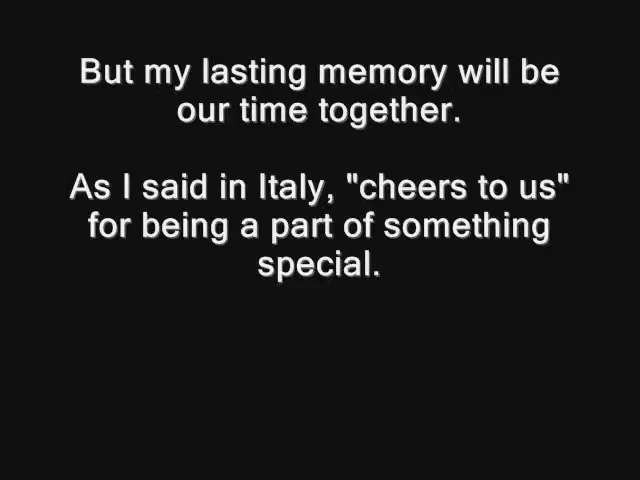 But my lasting memory will be
our time together.
As I said in Italy, "cheers to us"
for being a part of something
special.